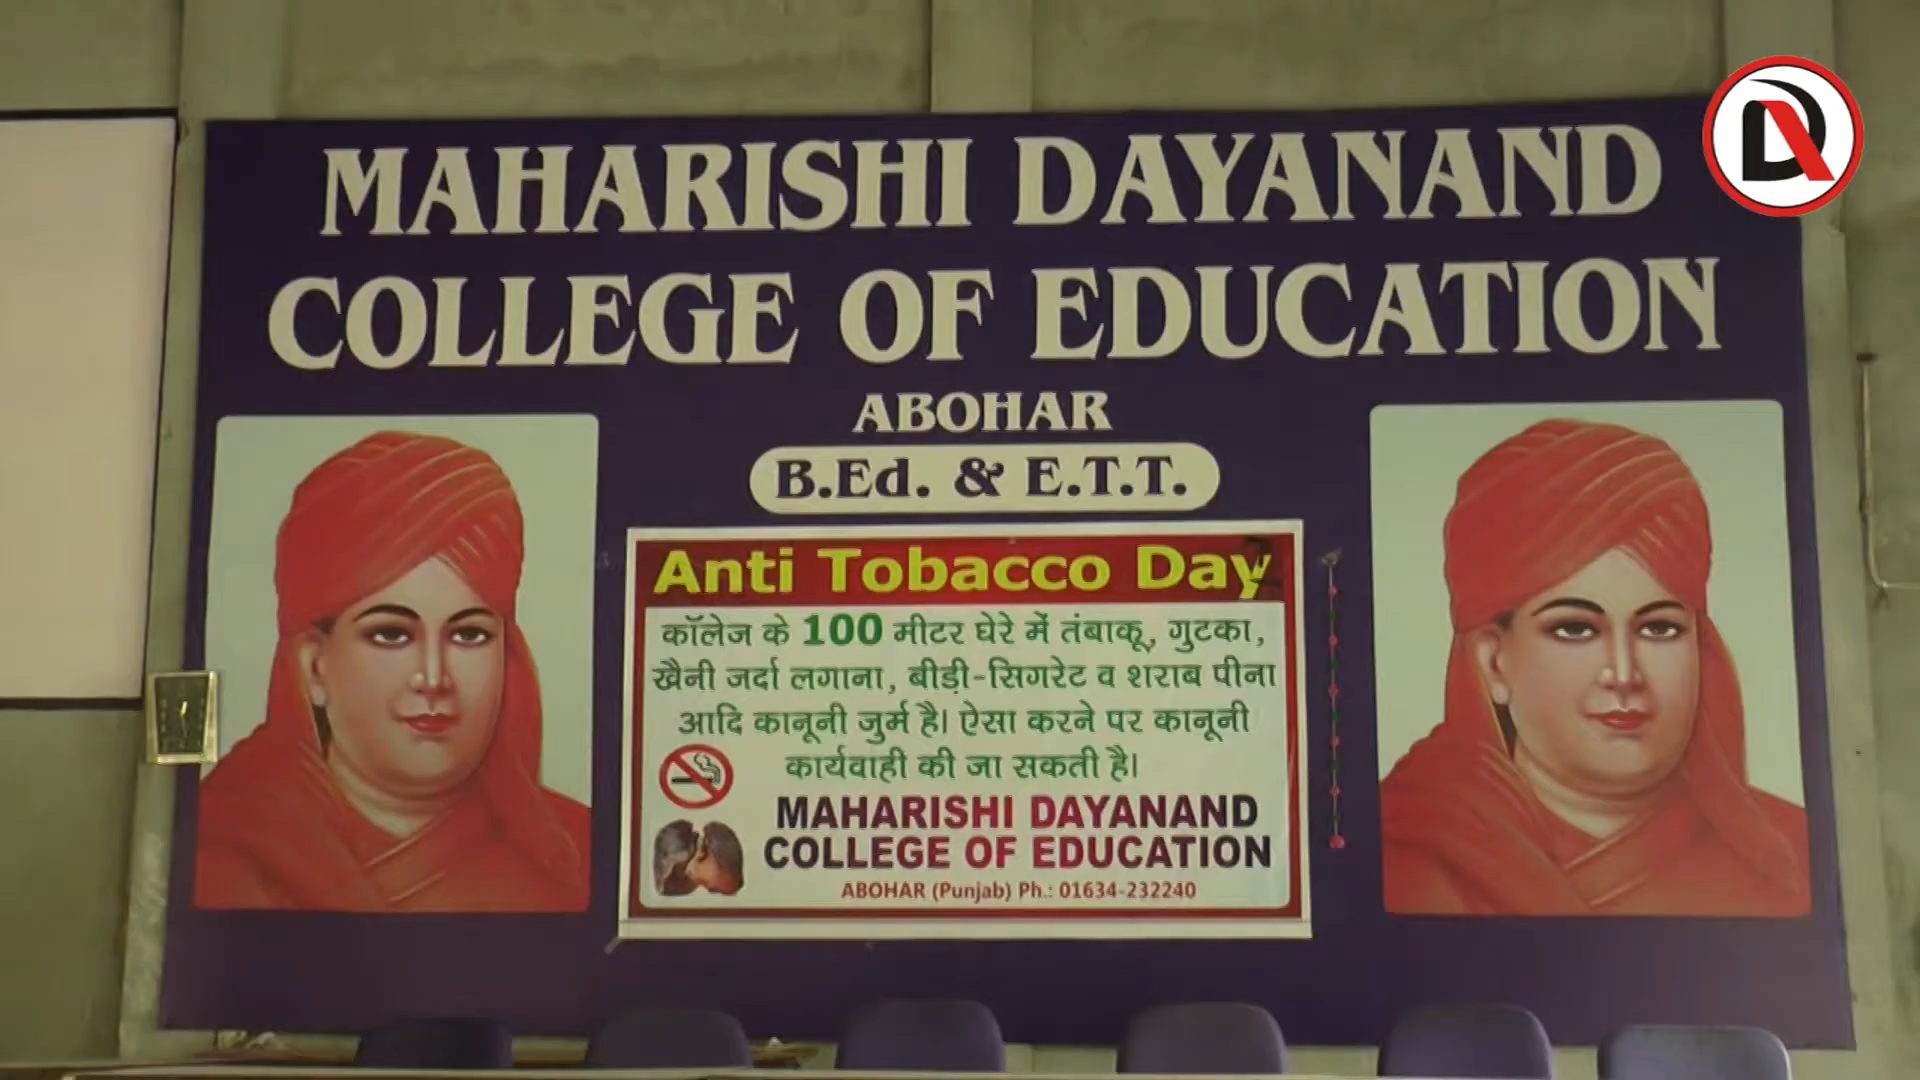 MAHARISHI DAYANAND
COLLEGE OF EDUCATION
ABOHAR
B.Ed. & E.T.T.
Anti Tobacco Day
कॉलेज के 100 मीटर घेरे में तंबाकू, गुटका,
खैनी जर्दा लगाना, बीड़ी-सिगरेट व शराब पीना
आदि कानूनी जुर्म है। ऐसा करने पर कानूनी
कार्यवाही की जा सकती है।
MAHARISHI DAYANAND
COLLEGE OF EDUCATION
ABOHAR (Punjab) Ph.: 01634-232240